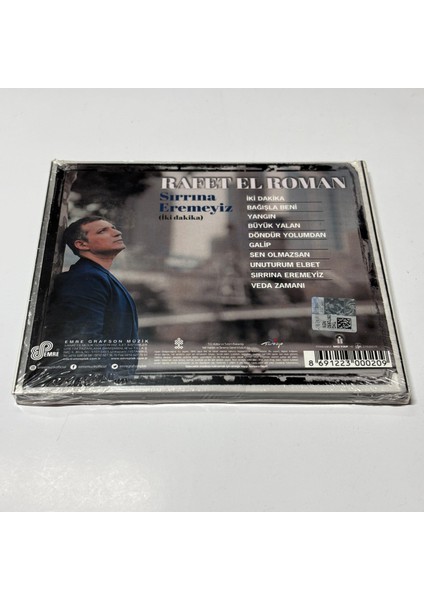 RAFET EL ROMAN
Sırrına
Eremeyiz
(İki dakika)
İKİ DAKİKA
BAĞIŞLA BENİ
YANGIN
BÜYÜK YALAN
DÖNDÜR YOLUMDAN
GALİP
SEN OLMAZSAN
UNUTURUM ELBET
SIRRINA EREMEYİZ
VEDA ZAMANI
EMRE GRAFSON MÜZİK
EMRE
8 691223 000209